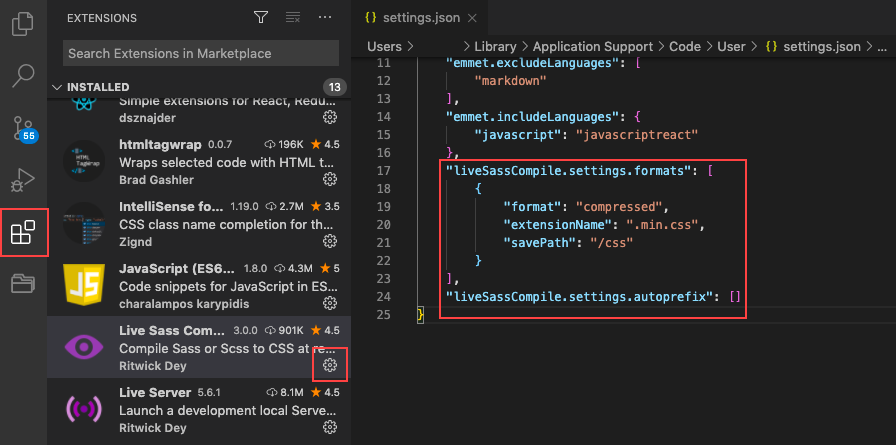 EXTENSIONS
Search Extensions in Marketplace
INSTALLED 13
Simple extensions for React, Redu...
dsznajder
HTML TagWrap
htmltagwrap 0.0.7 196K 4.5
Wraps selected code with HTML t...
Brad Gashler
IntelliSense fo... 1.19.0 2.7M 3.5
CSS class name completion for th...
Zignd
JS
JavaScript (ES6... 1.8.0 4.3M 5
Code snippets for JavaScript in ES...
charalampos karypidis
Live Sass Com... 3.0.0 901K 4.5
Compile Sass or Scss to CSS at re...
Ritwick Dey
Live Server 5.6.1 8.1M 4.5
Launch a development local Serve...
Ritwick Dey
55
{} settings.json ×
Users > Library > Application Support > Code > User > {} settings.json > ...
11 "emmet.excludeLanguages": [
12 "markdown"
13 ],
14 "emmet.includeLanguages": {
15 "javascript": "javascriptreact"
16 },
17 "liveSassCompile.settings.formats": [
18 {
19 "format": "compressed",
20 "extensionName": ".min.css",
21 "savePath": "/css"
22 }
23 ],
24 "liveSassCompile.settings.autoprefix": []
25 }